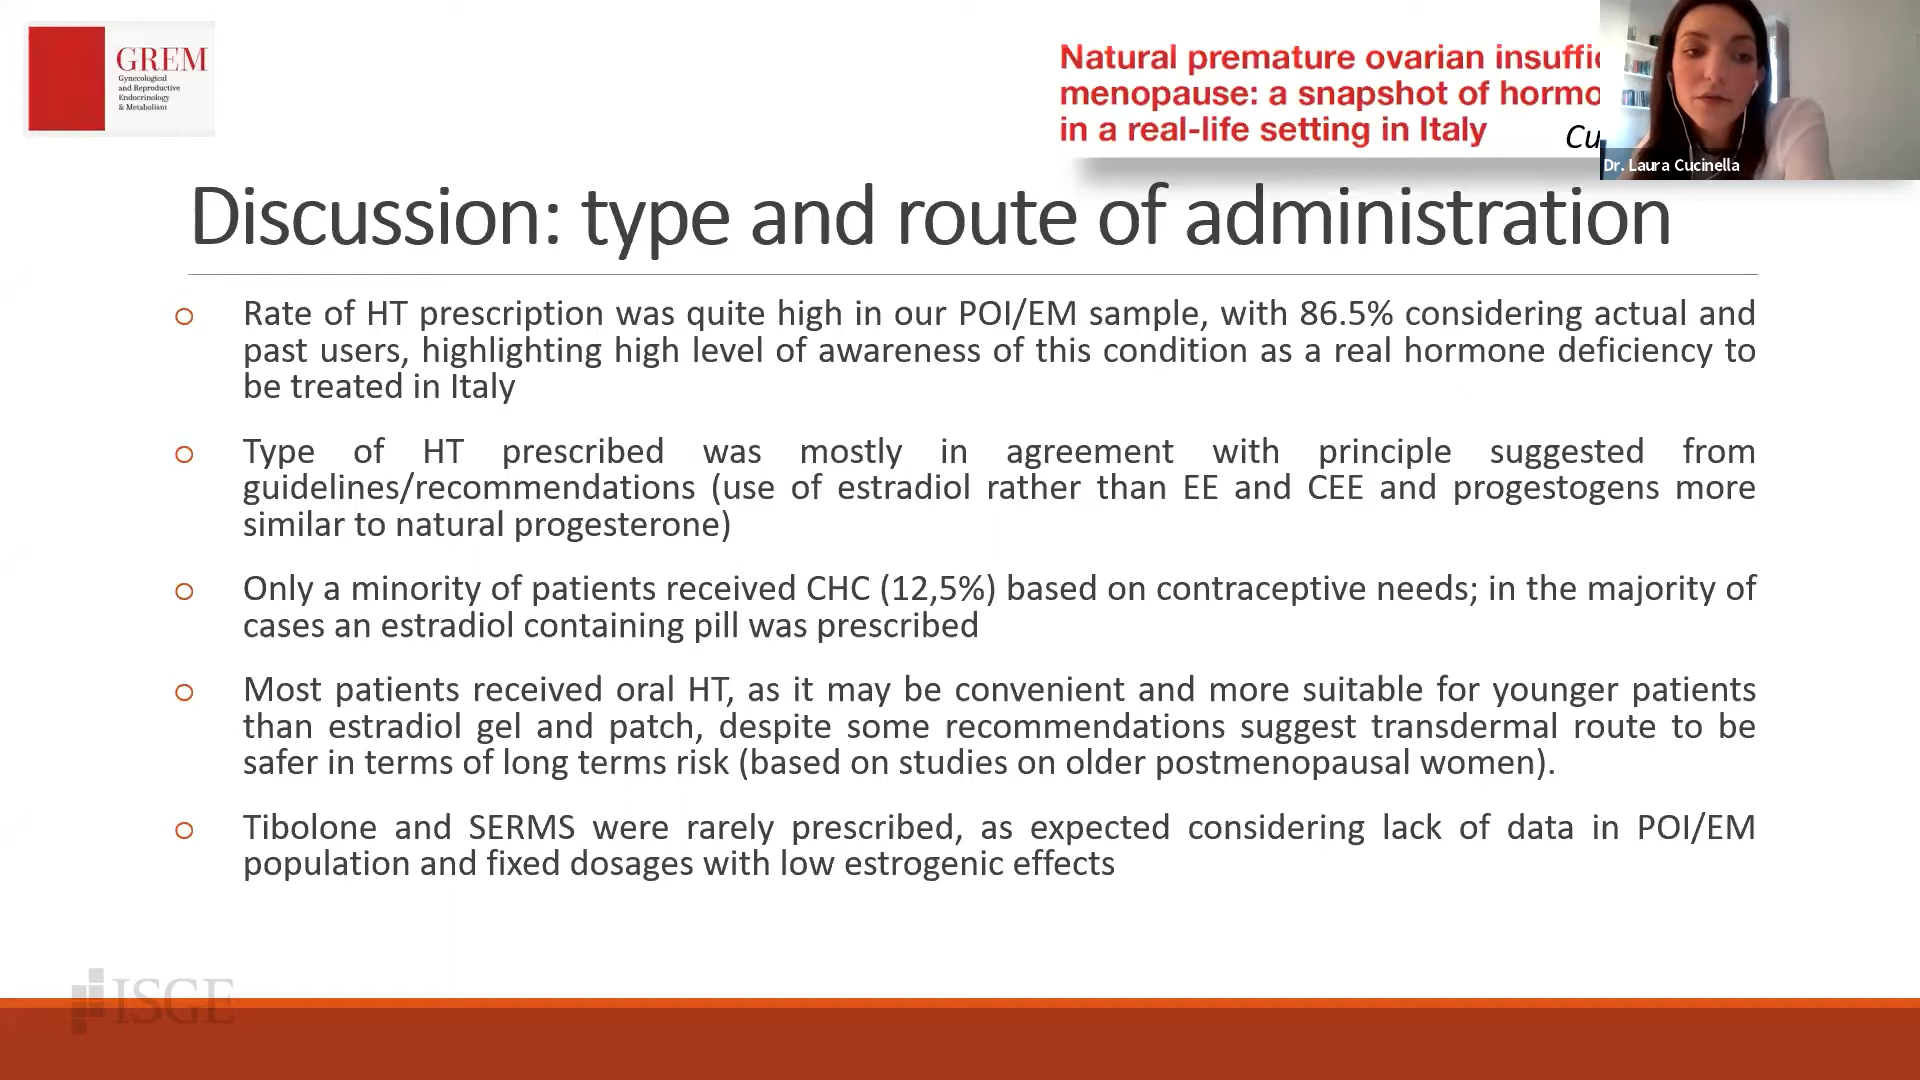 GREM
Gynecological
and Reproductive
Endocrinology
& Metabolism
Natural premature ovarian insuffi
menopause: a snapshot of hormo
in a real-life setting in Italy
Cu
Dr. Laura Cucinella
Discussion: type and route of administration
o Rate of HT prescription was quite high in our POI/EM sample, with 86.5% considering actual and
past users, highlighting high level of awareness of this condition as a real hormone deficiency to
be treated in Italy
o Type of HT prescribed was mostly in agreement with principle suggested from
guidelines/recommendations (use of estradiol rather than EE and CEE and progestogens more
similar to natural progesterone)
o Only a minority of patients received CHC (12,5%) based on contraceptive needs; in the majority of
cases an estradiol containing pill was prescribed
o Most patients received oral HT, as it may be convenient and more suitable for younger patients
than estradiol gel and patch, despite some recommendations suggest transdermal route to be
safer in terms of long terms risk (based on studies on older postmenopausal women).
o Tibolone and SERMS were rarely prescribed, as expected considering lack of data in POI/EM
population and fixed dosages with low estrogenic effects
ISGE